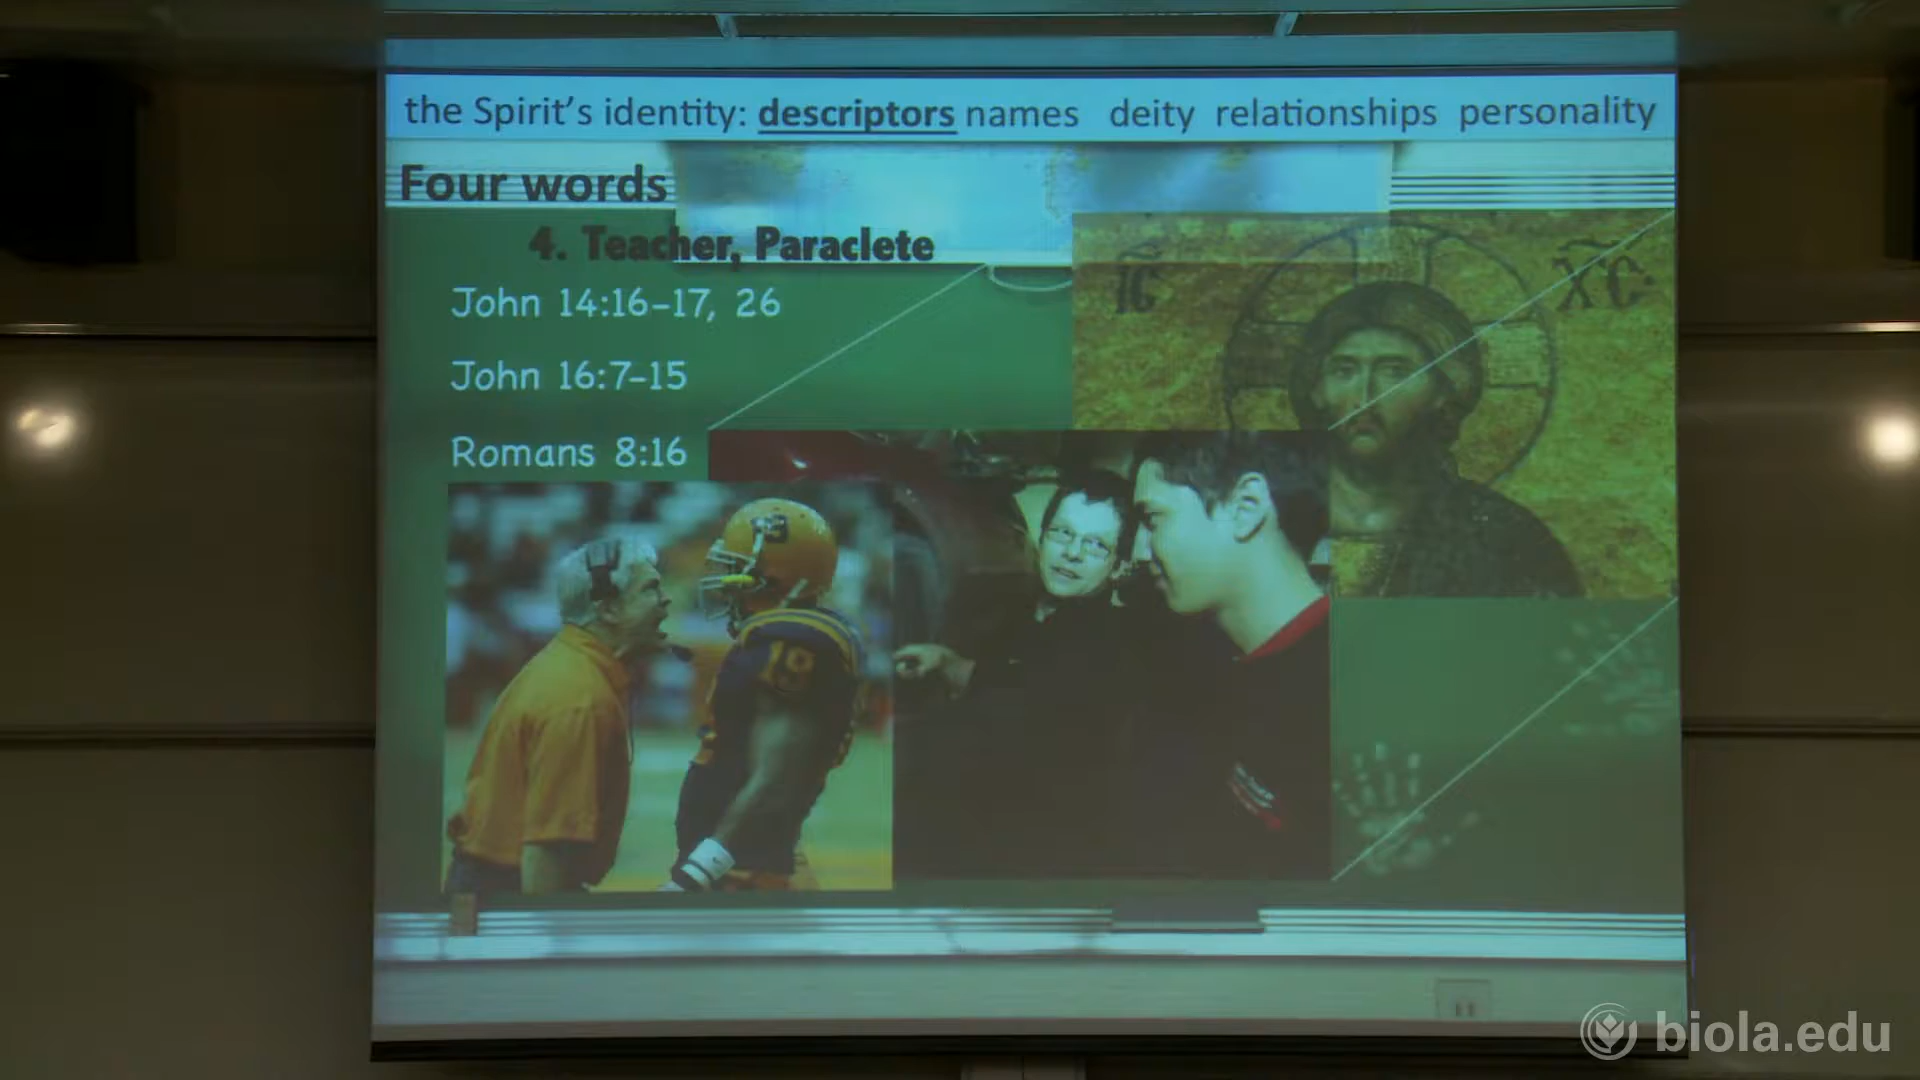 the Spirit's identity: descriptors names deity relationships personality
Four words
4. Teacher, Paraclete
John 14:16-17, 26
John 16:7-15
Romans 8:16
IC
XC
19
biola.edu